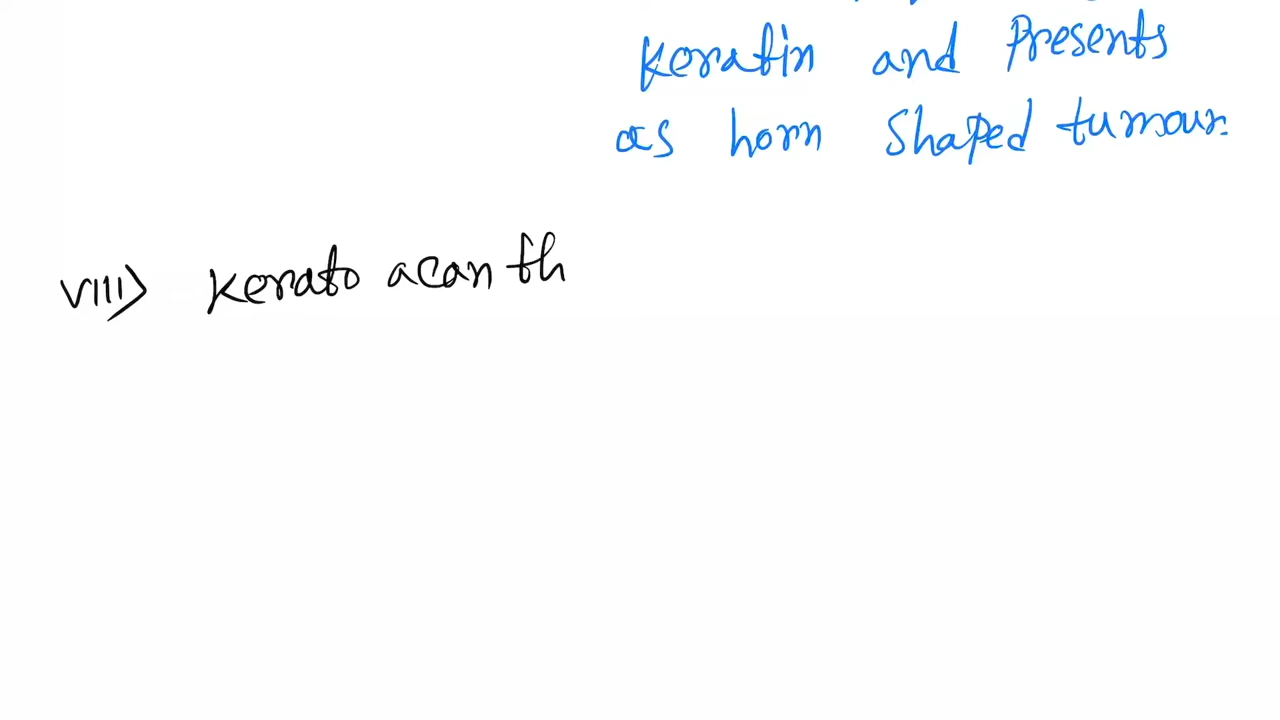 Keratin and Presents
as horn Shaped tumour.
VIII) Kerato acanth